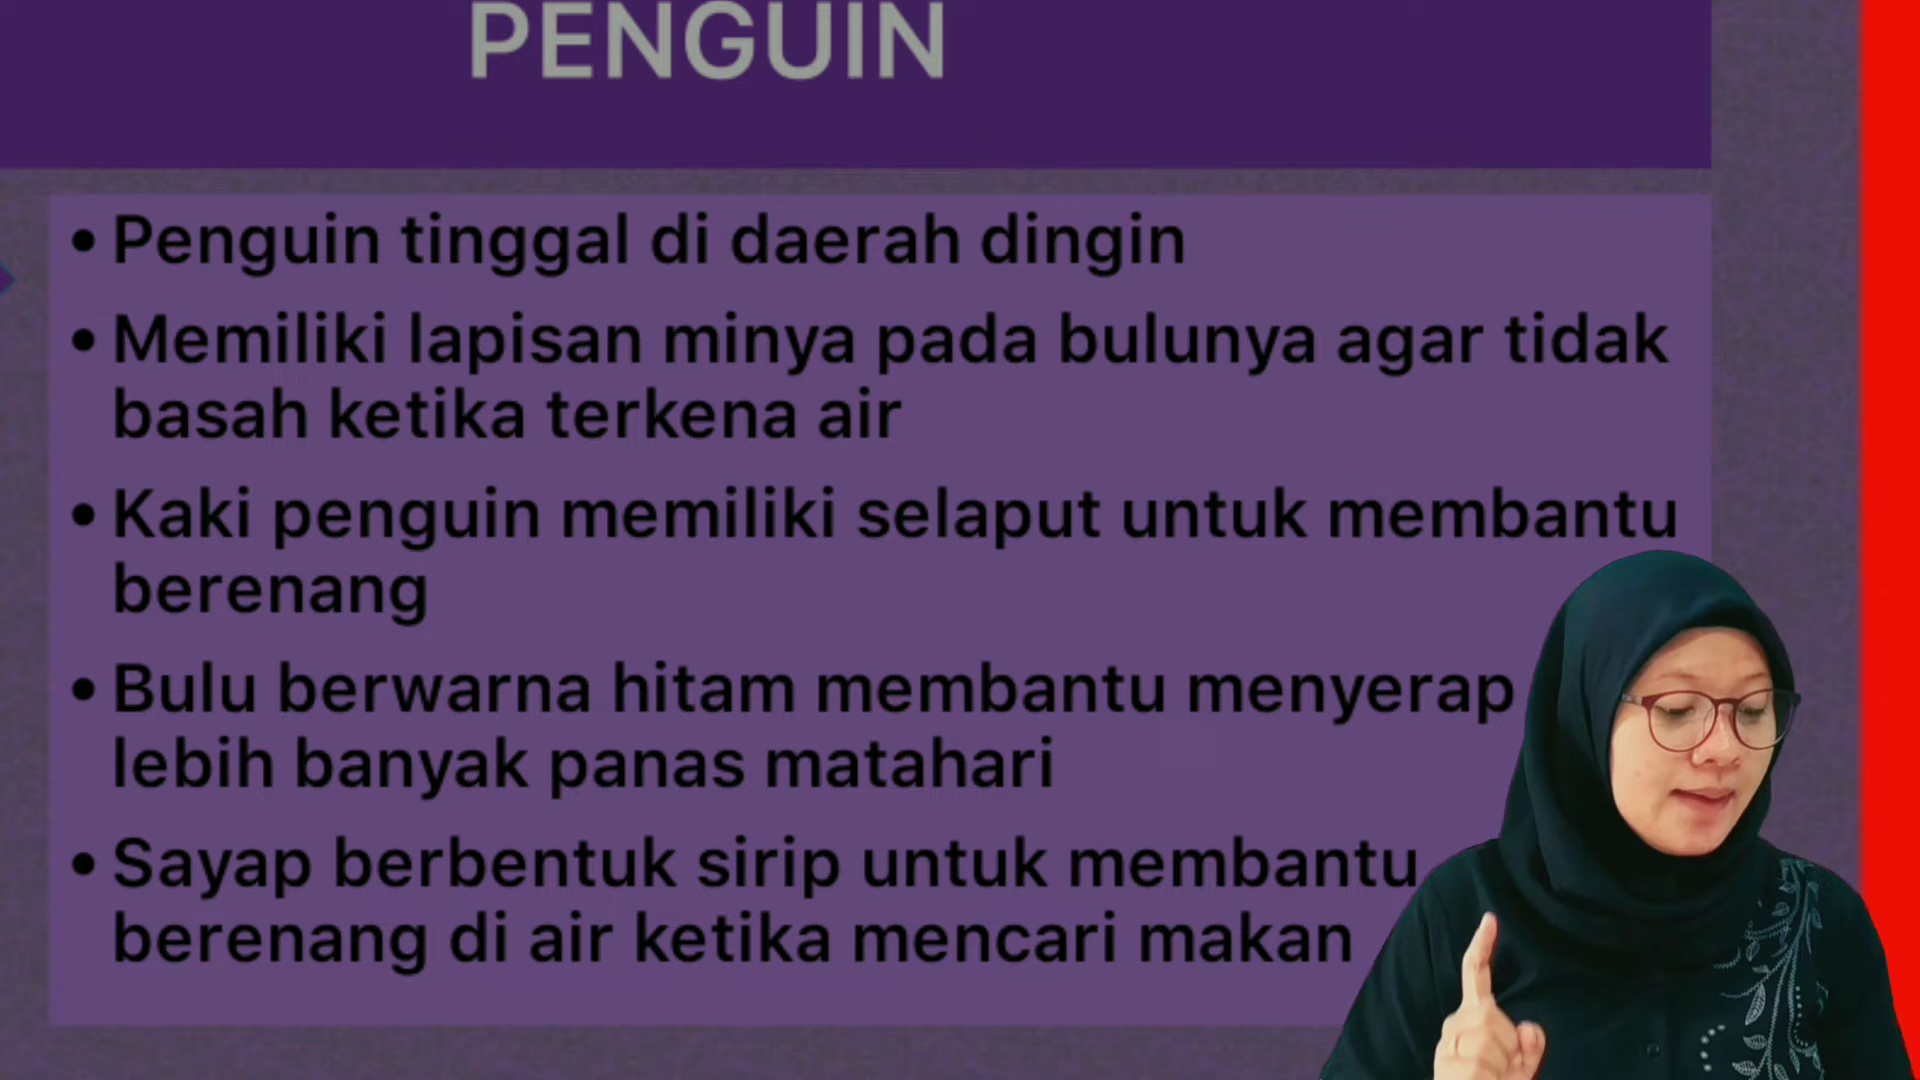 PENGUIN
• Penguin tinggal di daerah dingin
• Memiliki lapisan minya pada bulunya agar tidak
basah ketika terkena air
• Kaki penguin memiliki selaput untuk membantu
berenang
• Bulu berwarna hitam membantu menyerap
lebih banyak panas matahari
• Sayap berbentuk sirip untuk membantu
berenang di air ketika mencari makan